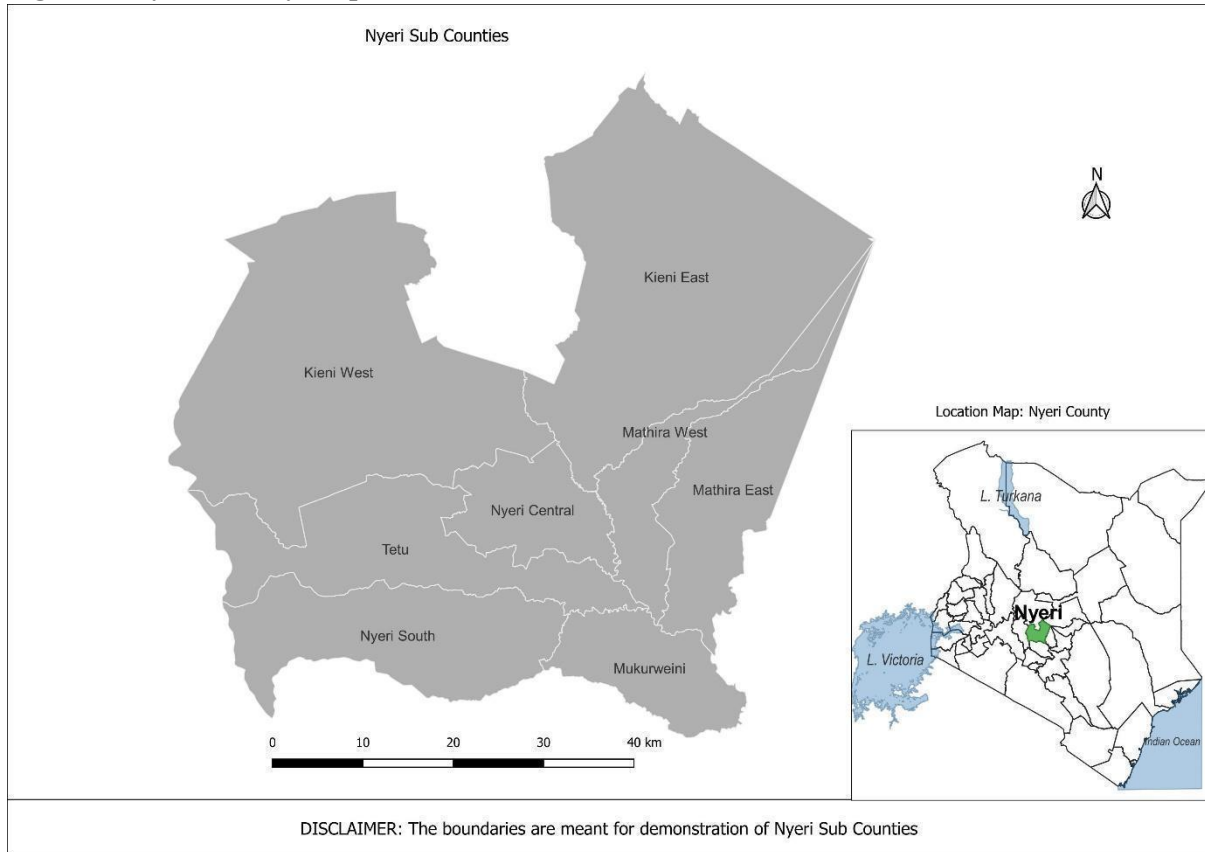 Nyeri Sub Counties
N
Kieni East
Kieni West
Mathira West
Mathira East
Nyeri Central
Tetu
Nyeri South
Mukurweini
0 10 20 30 40 km
Location Map: Nyeri County
L. Turkana
Nyeri
L. Victoria
Indian Ocean
DISCLAIMER: The boundaries are meant for demonstration of Nyeri Sub Counties